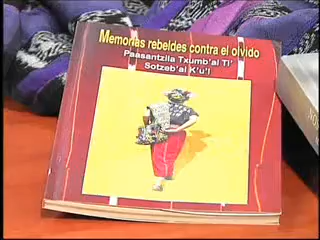 Memorias rebeldes contra el olvido
Paasantzila Txumb'al Ti'
Sotzeb'al K'u'l